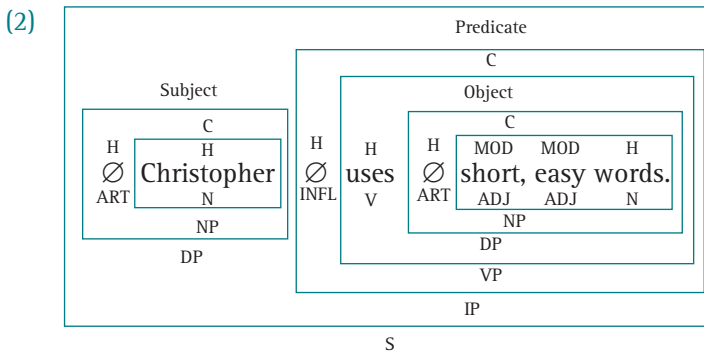 (2)
Predicate
C
Subject Object
C C
H H H H H MOD MOD H
∅ Christopher ∅ uses ∅ short, easy words.
ART N INFL V ART ADJ ADJ N
NP NP
DP DP
VP
IP
S